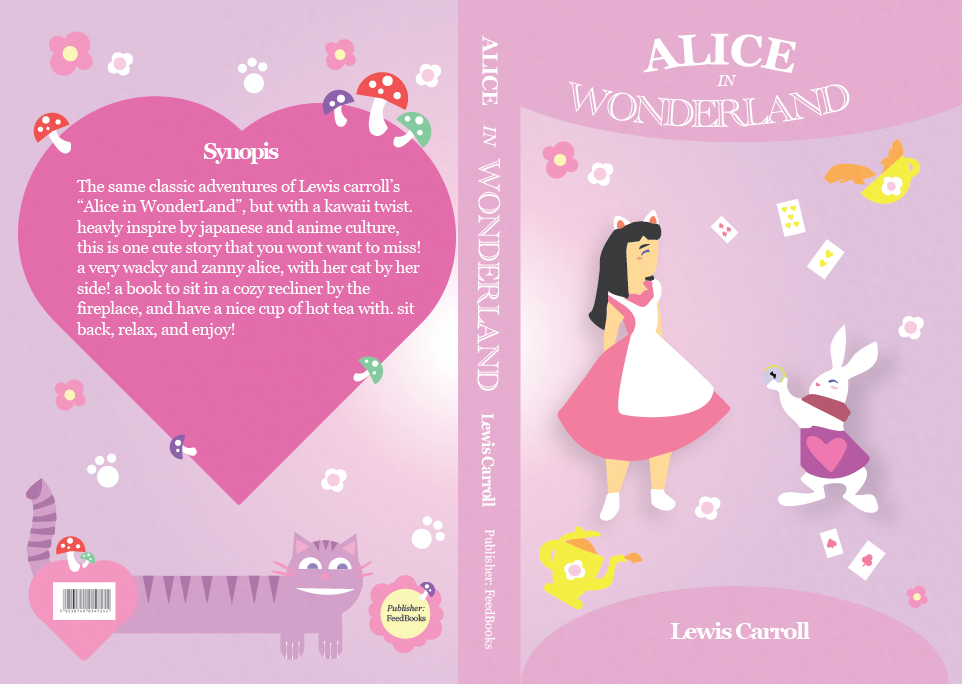 Synopis
The same classic adventures of Lewis carroll's
“Alice in WonderLand”, but with a kawaii twist.
heavly inspire by japanese and anime culture,
this is one cute story that you wont want to miss!
a very wacky and zanny alice, with her cat by her
side! a book to sit in a cozy recliner by the
fireplace, and have a nice cup of hot tea with. sit
back, relax, and enjoy!
Publisher:
FeedBooks
ALICE IN WONDERLAND Lewis Carroll Publisher: FeedBooks
ALICE
IN
WONDERLAND
Lewis Carroll